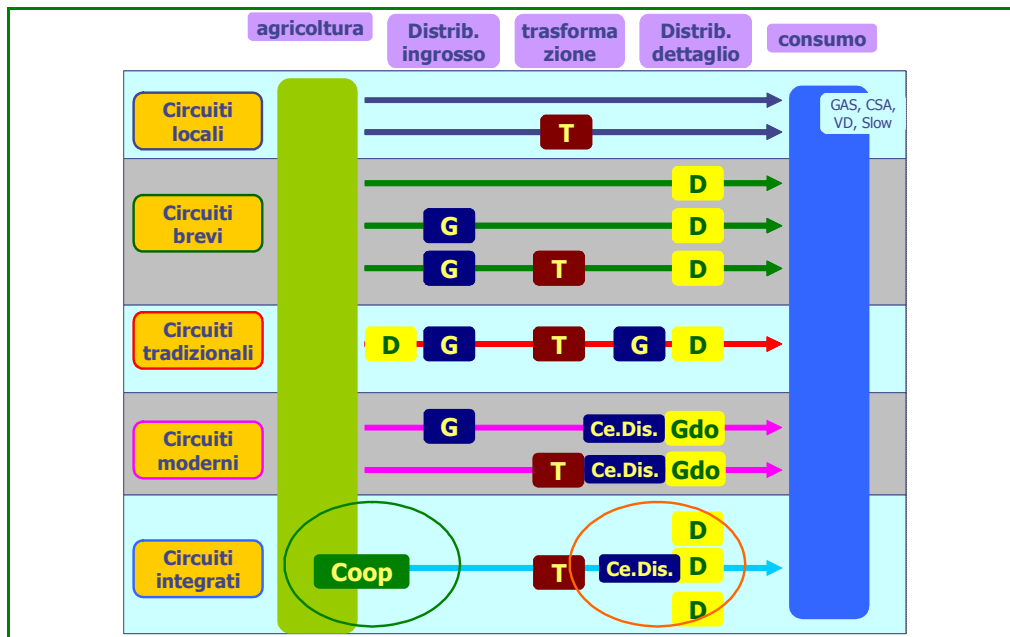 agricoltura
Distrib.
ingrosso
trasforma
zione
Distrib.
dettaglio
consumo
Circuiti
locali
GAS, CSA,
VD, Slow
T
Circuiti
brevi
D
G
D
G
T
D
Circuiti
tradizionali
D
G
T
G
D
Circuiti
moderni
G
Ce.Dis.
Gdo
T
Ce.Dis.
Gdo
Circuiti
integrati
D
Coop
T
Ce.Dis.
D
D